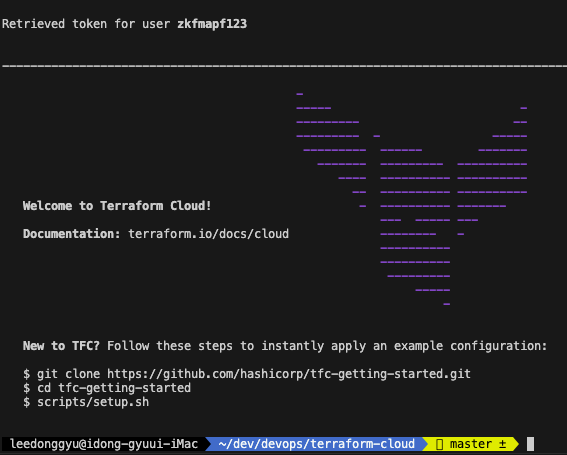 Retrieved token for user zkfmapf123
Welcome to Terraform Cloud!
Documentation: terraform.io/docs/cloud
New to TFC? Follow these steps to instantly apply an example configuration:
$ git clone https://github.com/hashicorp/tfc-getting-started.git
$ cd tfc-getting-started
$ scripts/setup.sh
leedonggyu@idong-gyuui-iMac ~/dev/devops/terraform-cloud master ±